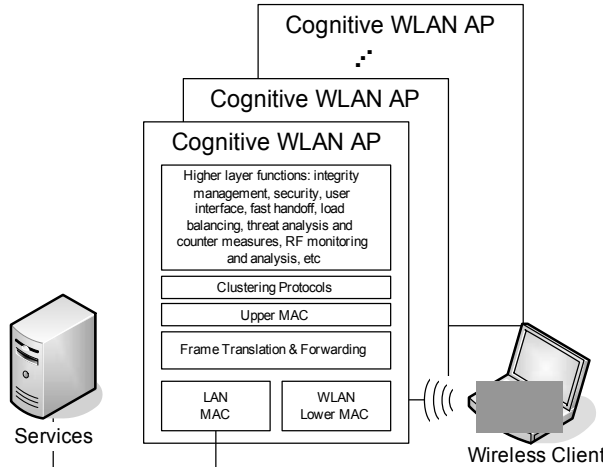 Cognitive WLAN AP
Cognitive WLAN AP
Cognitive WLAN AP
Higher layer functions: integrity
management, security, user
interface, fast handoff, load
balancing, threat analysis and
counter measures, RF monitoring
and analysis, etc
Clustering Protocols
Upper MAC
Frame Translation & Forwarding
LAN
MAC
WLAN
Lower MAC
Services
Wireless Client